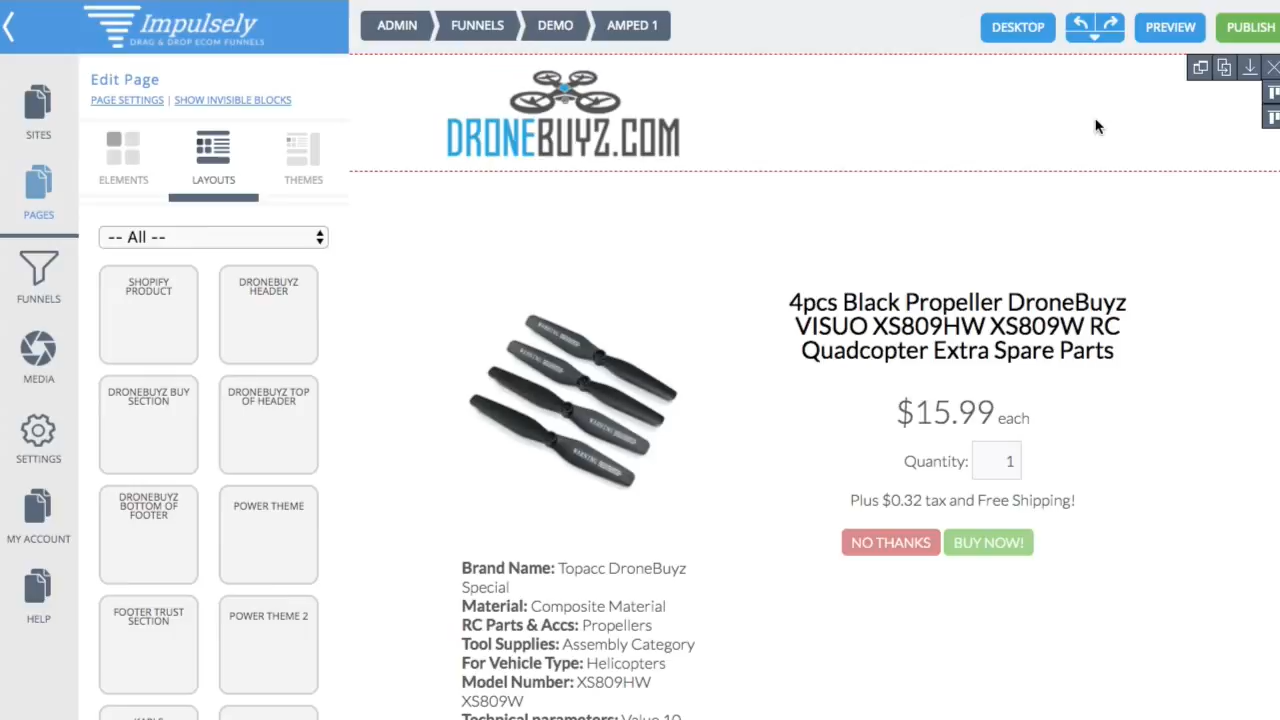 Impulsely
DRAG & DROP ECOM FUNNELS
ADMIN
FUNNELS
DEMO
AMPED 1
DESKTOP
PREVIEW
PUBLISH
SITES
PAGES
FUNNELS
MEDIA
SETTINGS
MY ACCOUNT
HELP
Edit Page
PAGE SETTINGS | SHOW INVISIBLE BLOCKS
ELEMENTS
LAYOUTS
THEMES
-- All --
SHOPIFY
PRODUCT
DRONEBUYZ
HEADER
DRONEBUYZ BUY
SECTION
DRONEBUYZ TOP
OF HEADER
DRONEBUYZ
BOTTOM OF
FOOTER
POWER THEME
FOOTER TRUST
SECTION
POWER THEME 2
DRONEBUYZ.COM
4pcs Black Propeller DroneBuyz
VISUO XS809HW XS809W RC
Quadcopter Extra Spare Parts
$15.99 each
Quantity: 1
Plus $0.32 tax and Free Shipping!
NO THANKS
BUY NOW!
Brand Name: Topacc DroneBuyz
Special
Material: Composite Material
RC Parts & Accs: Propellers
Tool Supplies: Assembly Category
For Vehicle Type: Helicopters
Model Number: XS809HW
XS809W
Technical parameters: Value 10